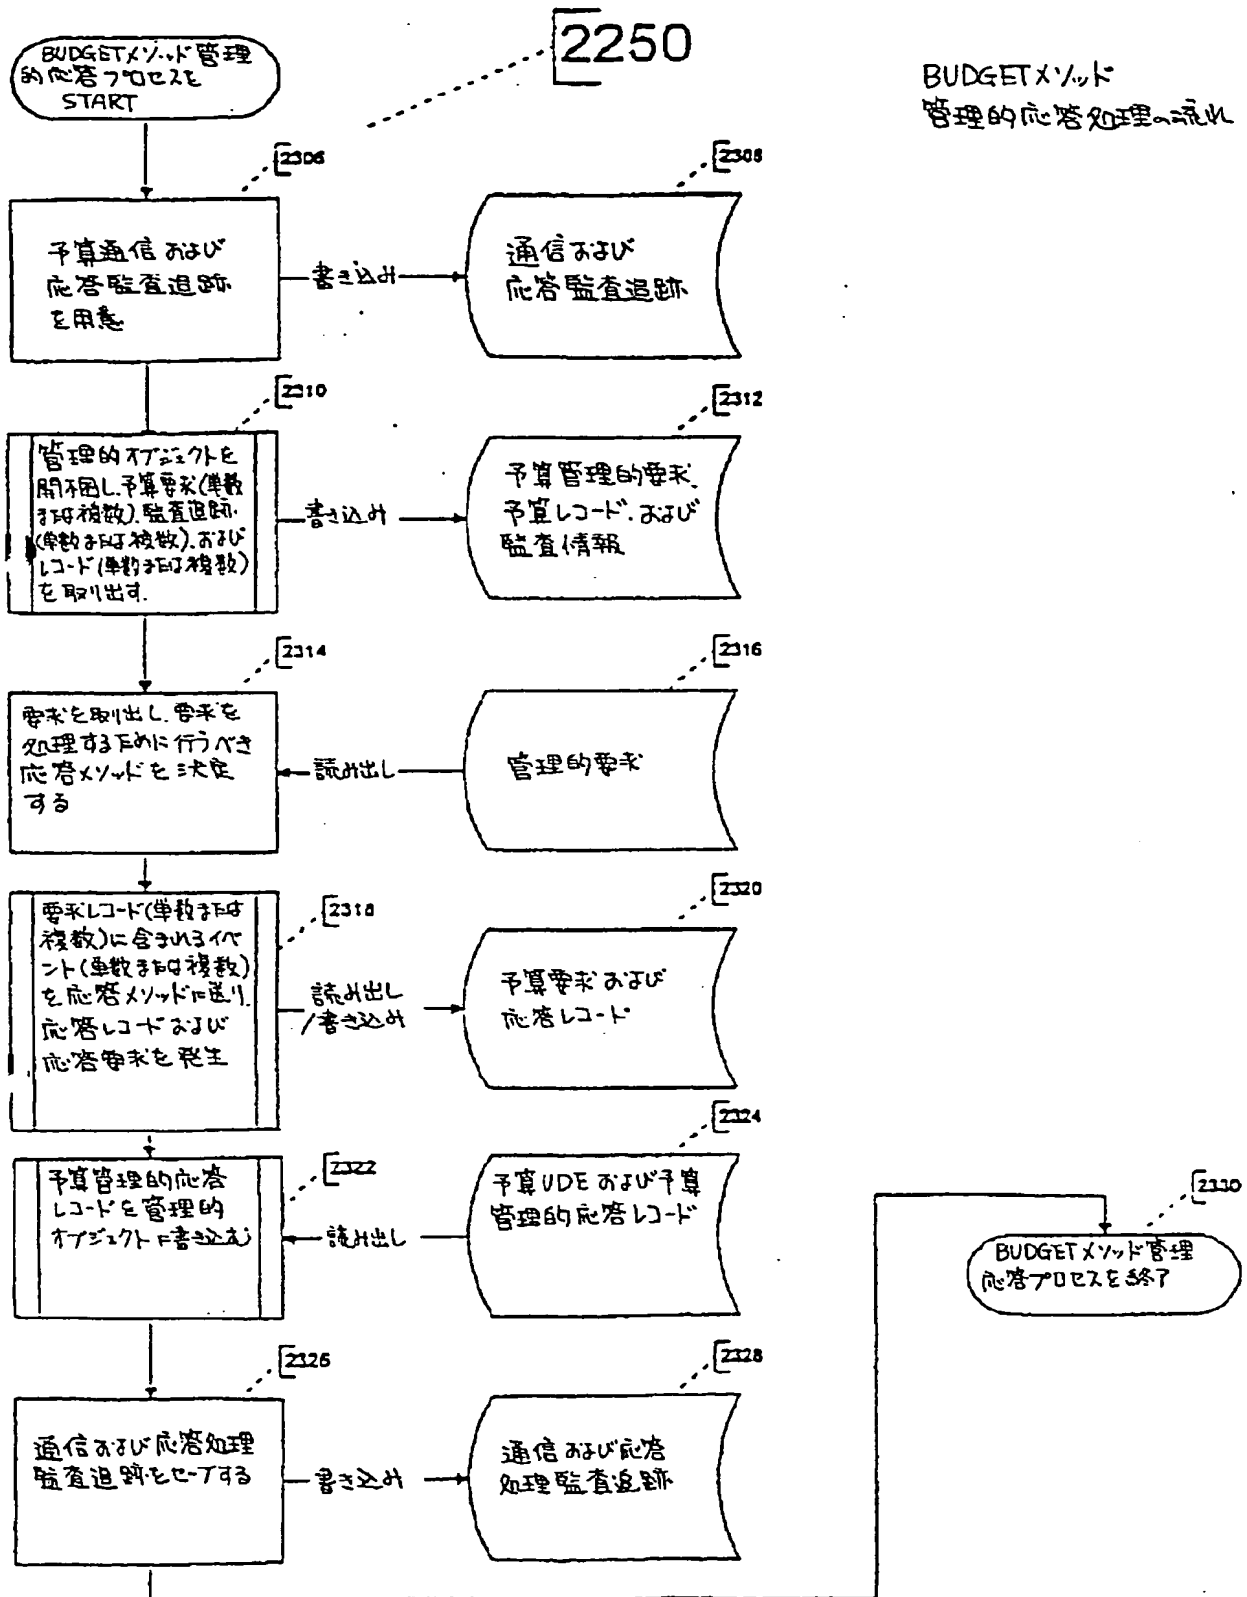 2250
BUDGETメソッド
管理的応答処理の流れ
BUDGETメソッド管理
的応答プロセスを
START
2306
予算通信および
応答監査追跡
を用意
書き込み
2308
通信および
応答監査追跡
2310
管理的オブジェクトを
開梱し、予算要求(単数
または複数)、監査追跡
(単数または複数)、および
レコード(単数または複数)
を取り出す.
書き込み
2312
予算管理的要求、
予算レコード、および
監査情報
2314
要求を取り出し、要求を
処理するために行うべき
応答メソッドを決定
する
読み出し
2316
管理的要求
2318
要求レコード(単数または
複数)に含まれるイベ
ント(単数または複数)
を応答メソッドに送り、
応答レコードおよび
応答要求を発生
読み出し
/書き込み
2320
予算要求および
応答レコード
2322
予算管理的応答
レコードを管理的
オブジェクトに書き込む
読み出し
2324
予算UDEおよび予算
管理的応答レコード
2326
通信および応答処理
監査追跡をセーブする
書き込み
2328
通信および応答
処理監査追跡
2330
BUDGETメソッド管理
応答プロセスを終了